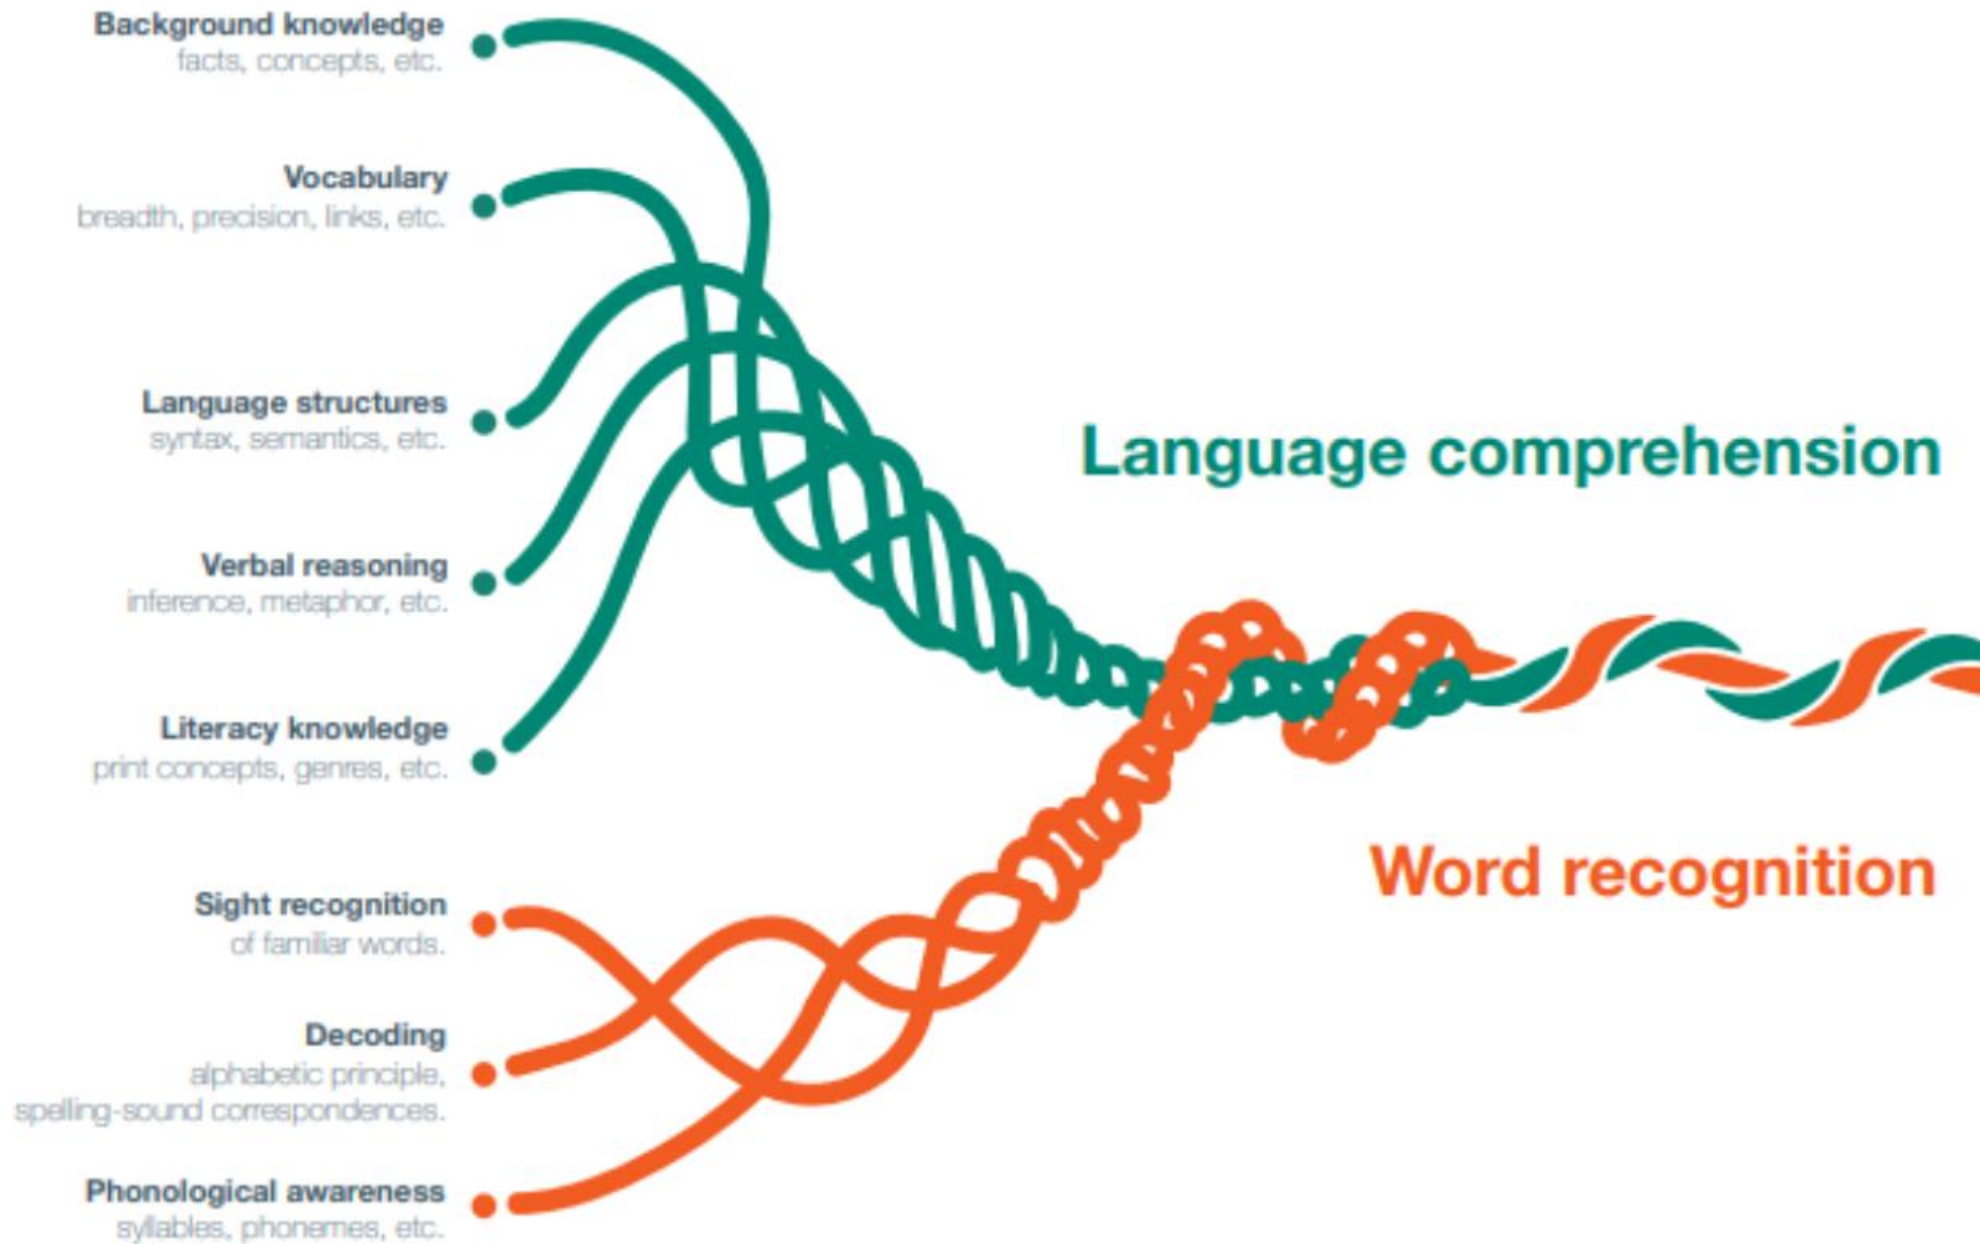 Background knowledge
facts, concepts, etc.
Vocabulary
breadth, precision, links, etc.
Language structures
syntax, semantics, etc.
Verbal reasoning
inference, metaphor, etc.
Literacy knowledge
print concepts, genres, etc.
Language comprehension
Word recognition
Sight recognition
of familiar words.
Decoding
alphabetic principle,
spelling-sound correspondences.
Phonological awareness
syllables, phonemes, etc.